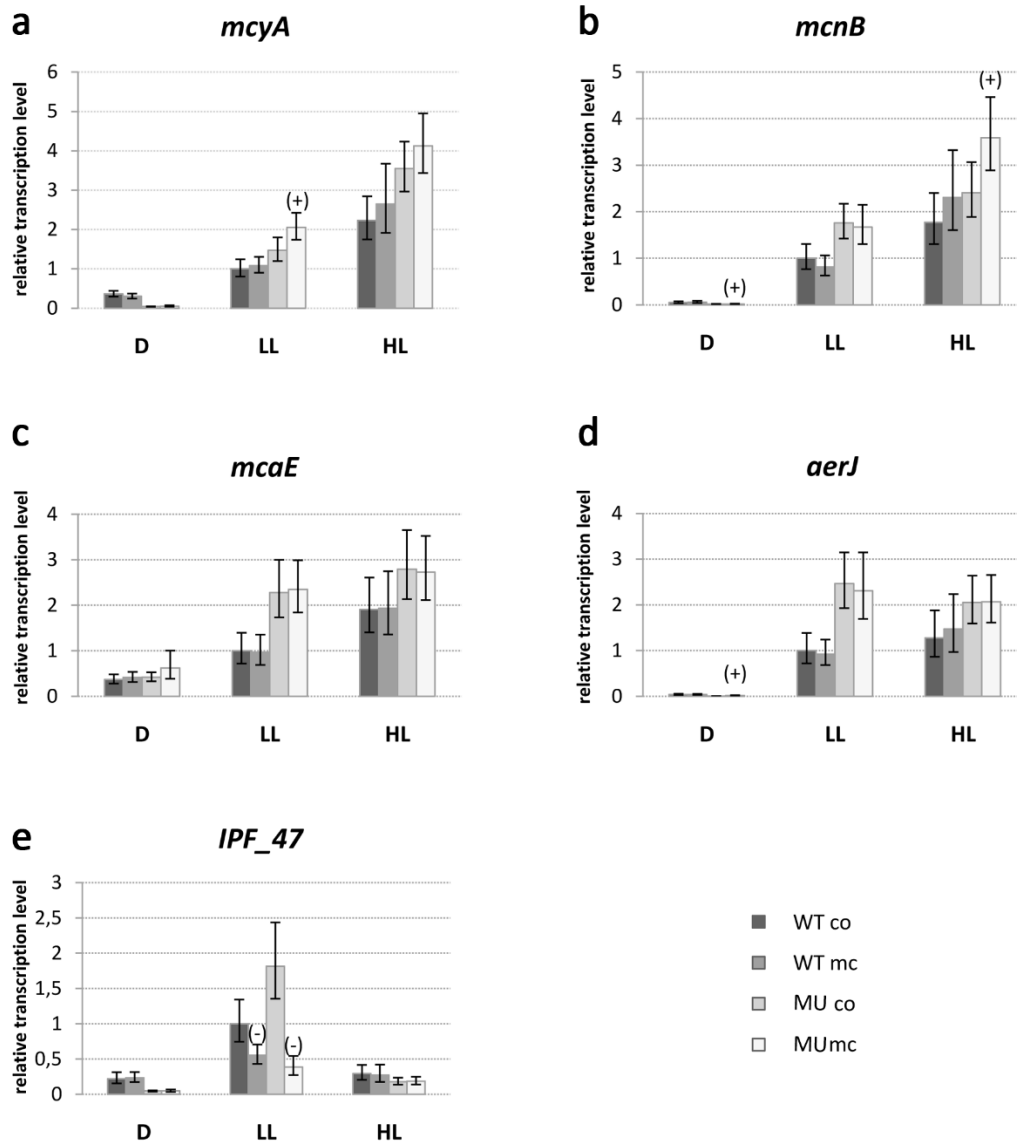 a
mcyA
relative transcription level
6
5
4
3
2
1
0
(+)
D LL HL
b
mcnB
relative transcription level
5
4
3
2
1
0
(+)
(+)
D LL HL
c
mcaE
relative transcription level
4
3
2
1
0
D LL HL
d
aerJ
relative transcription level
4
3
2
1
0
(+)
D LL HL
e
IPF_47
relative transcription level
3
2,5
2
1,5
1
0,5
0
(-)
(-)
D LL HL
WT co
WT mc
MU co
MUmc